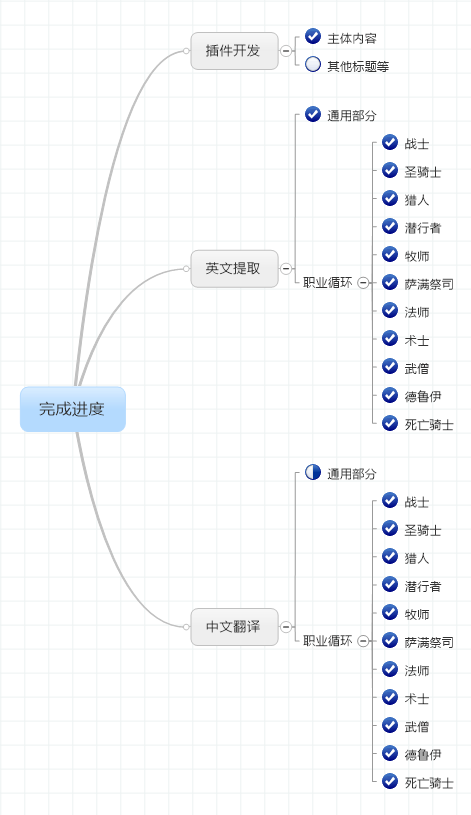 插件开发
主体内容
其他标题等
英文提取
通用部分
职业循环
战士
圣骑士
猎人
潜行者
牧师
萨满祭司
法师
术士
武僧
德鲁伊
死亡骑士
完成进度
中文翻译
通用部分
职业循环
战士
圣骑士
猎人
潜行者
牧师
萨满祭司
法师
术士
武僧
德鲁伊
死亡骑士